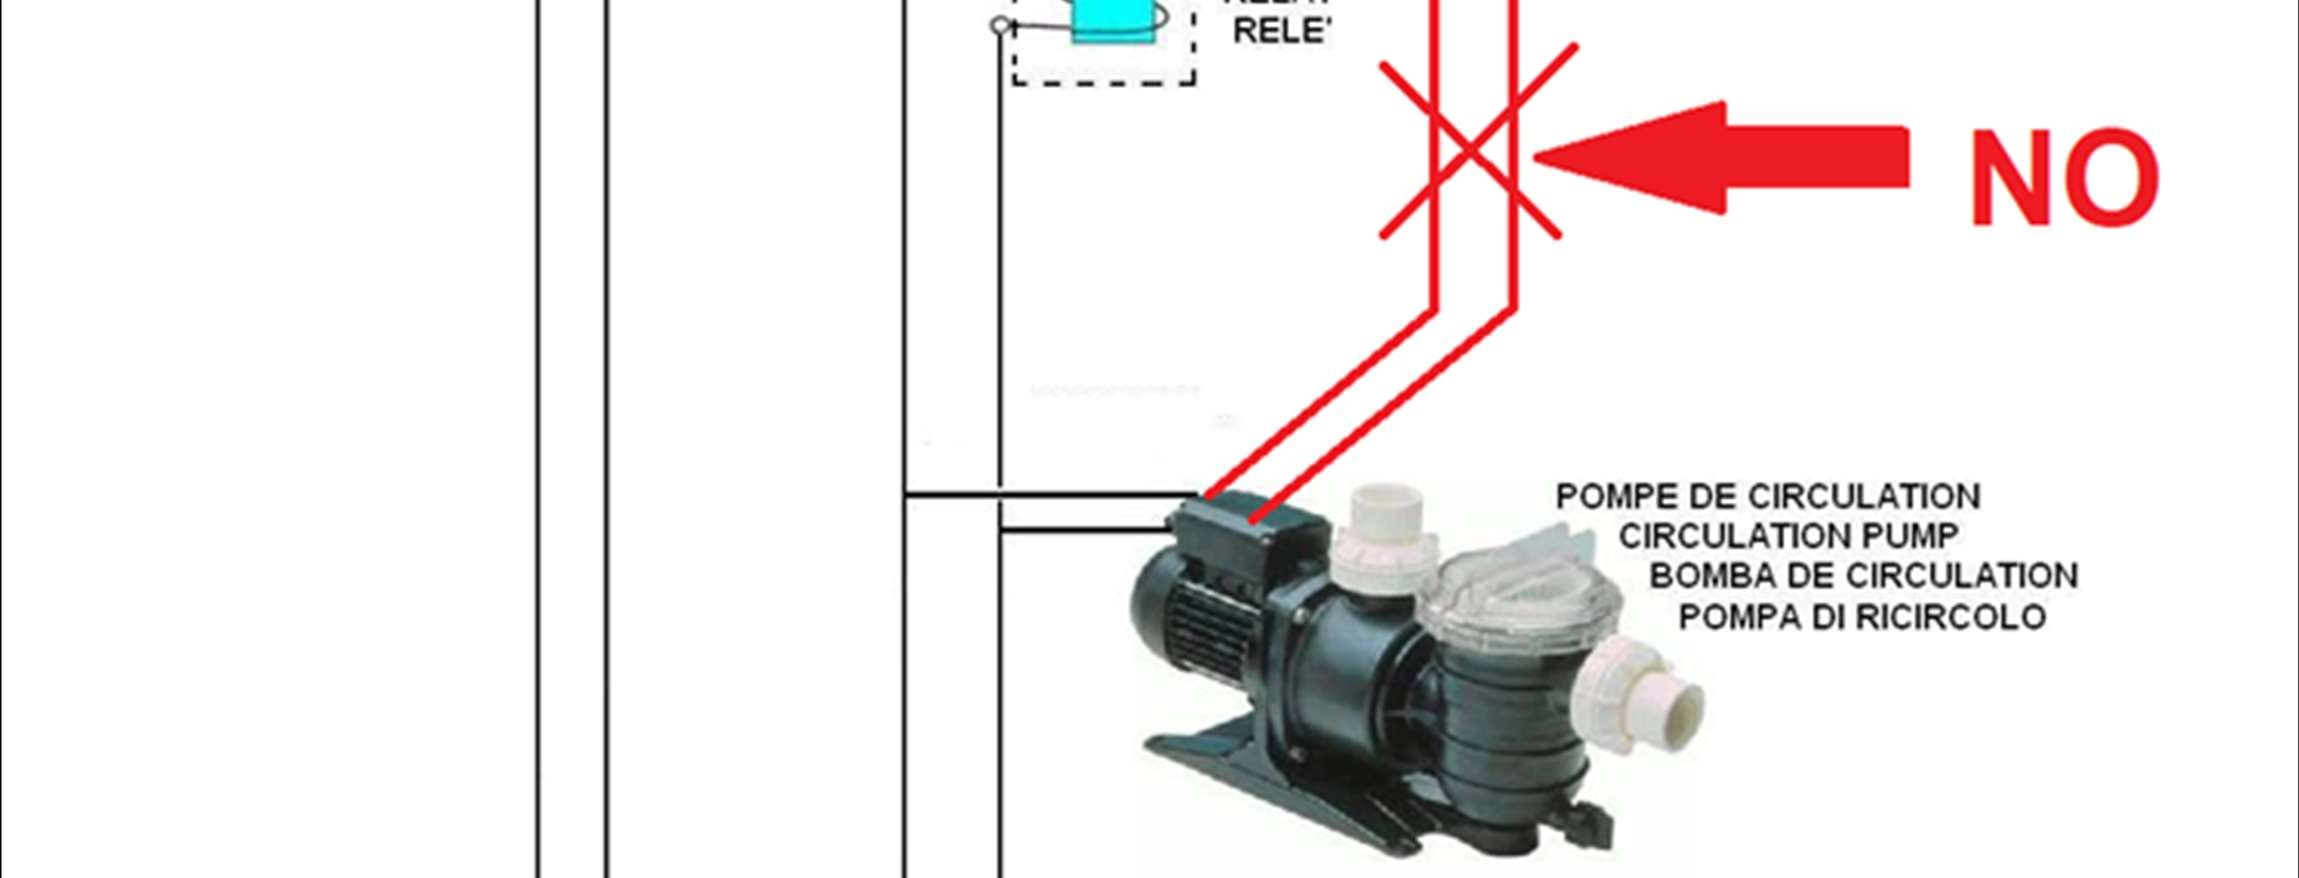 RELE'
NO
POMPE DE CIRCULATION
CIRCULATION PUMP
BOMBA DE CIRCULATION
POMPA DI RICIRCOLO